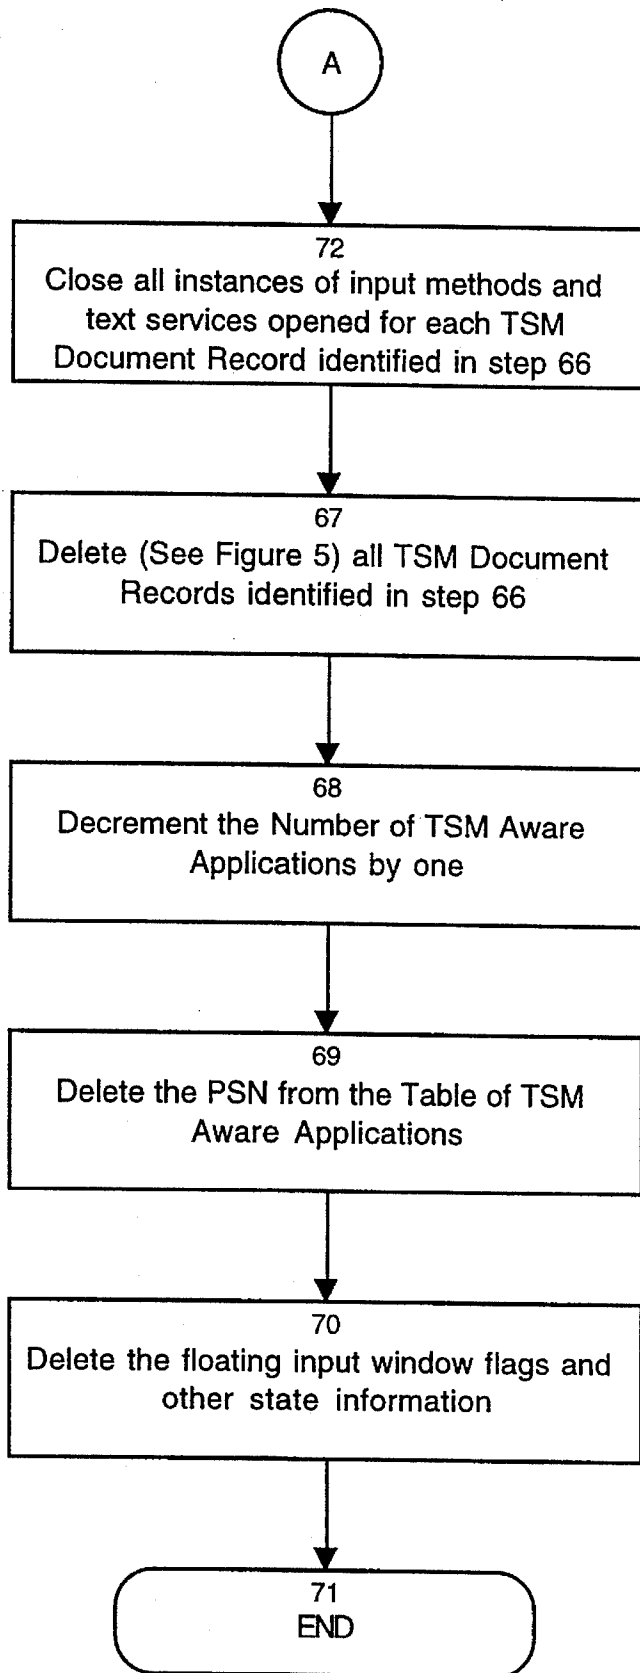 A
72
Close all instances of input methods and
text services opened for each TSM
Document Record identified in step 66
67
Delete (See Figure 5) all TSM Document
Records identified in step 66
68
Decrement the Number of TSM Aware
Applications by one
69
Delete the PSN from the Table of TSM
Aware Applications
70
Delete the floating input window flags and
other state information
71
END